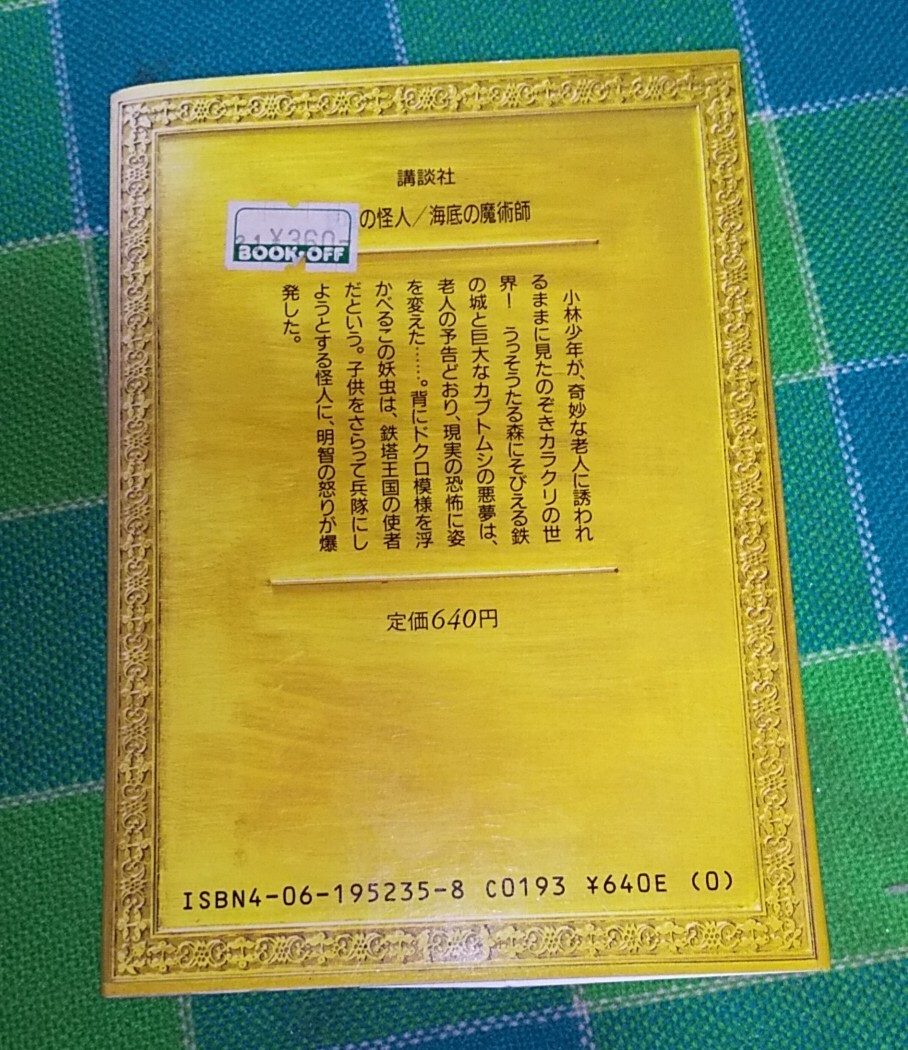 講談社
の怪人／海底の魔術師
¥360-
BOOK・OFF
小林少年が、奇妙な老人に誘われ
るままに見たのぞきカラクリの世
界！　うっそうたる森にそびえる鉄
の城と巨大なカブトムシの悪夢は、
老人の予告どおり、現実の恐怖に姿
を変えた……。背にドクロ模様を浮
かべるこの妖虫は、鉄塔王国の使者
だという。子供をさらって兵隊にし
ようとする怪人に、明智の怒りが爆
発した。
定価640円
ISBN4-06-195235-8 C0193 ¥640E (0)